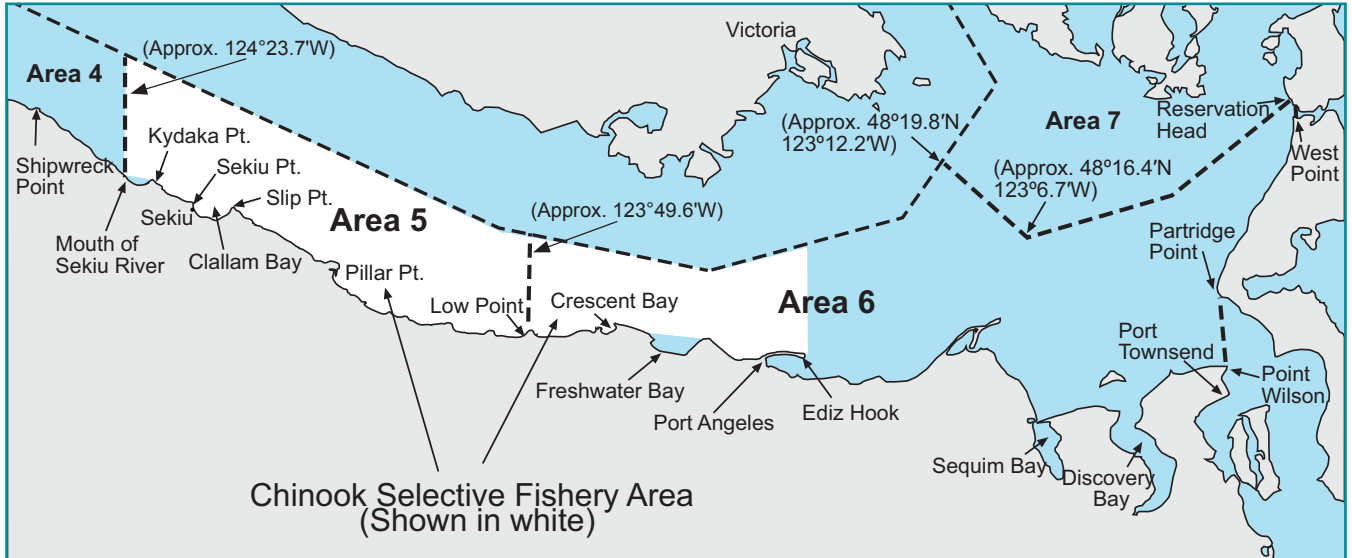 Victoria
(Approx. 124°23.7'W)
Area 4
Kydaka Pt.
Shipwreck
Point
Sekiu Pt.
Slip Pt.
Sekiu
Mouth of
Sekiu River
Clallam Bay
Area 5
Pillar Pt.
(Approx. 123°49.6'W)
Low Point
Crescent Bay
Area 6
Freshwater Bay
Port Angeles
Ediz Hook
(Approx. 48°19.8'N
123°12.2'W)
Area 7
(Approx. 48°16.4'N
123°6.7'W)
Reservation
Head
West
Point
Partridge
Point
Port
Townsend
Point
Wilson
Sequim Bay
Discovery
Bay
Chinook Selective Fishery Area
(Shown in white)